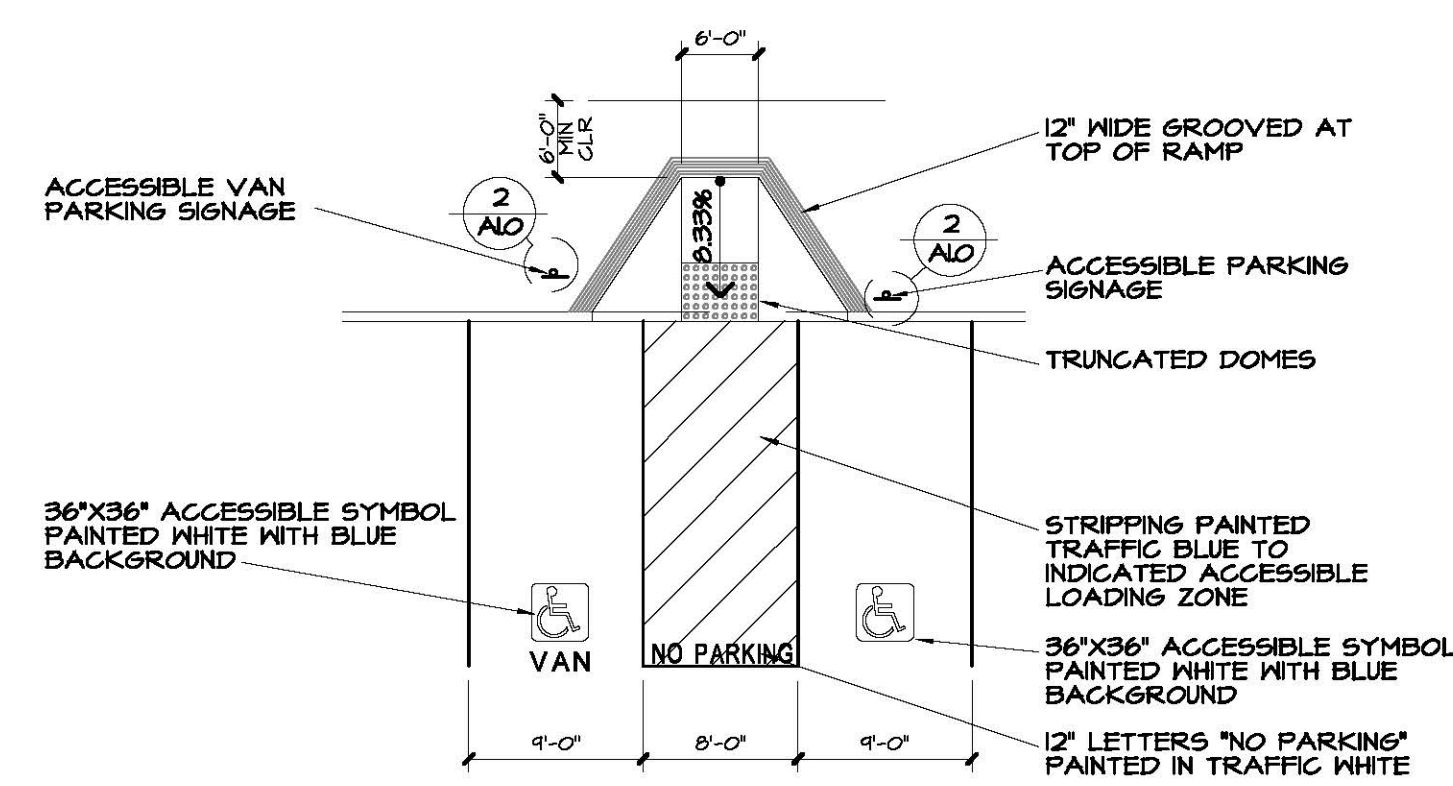 6'-0"
6'-0"
MIN
CLR
12" WIDE GROOVED AT
TOP OF RAMP
ACCESSIBLE VAN
PARKING SIGNAGE
2
A1.0
8.33%
2
A1.0
ACCESSIBLE PARKING
SIGNAGE
TRUNCATED DOMES
36"X36" ACCESSIBLE SYMBOL
PAINTED WHITE WITH BLUE
BACKGROUND
STRIPPING PAINTED
TRAFFIC BLUE TO
INDICATED ACCESSIBLE
LOADING ZONE
VAN
NO PARKING
36"X36" ACCESSIBLE SYMBOL
PAINTED WHITE WITH BLUE
BACKGROUND
9'-0"
8'-0"
9'-0"
12" LETTERS "NO PARKING"
PAINTED IN TRAFFIC WHITE